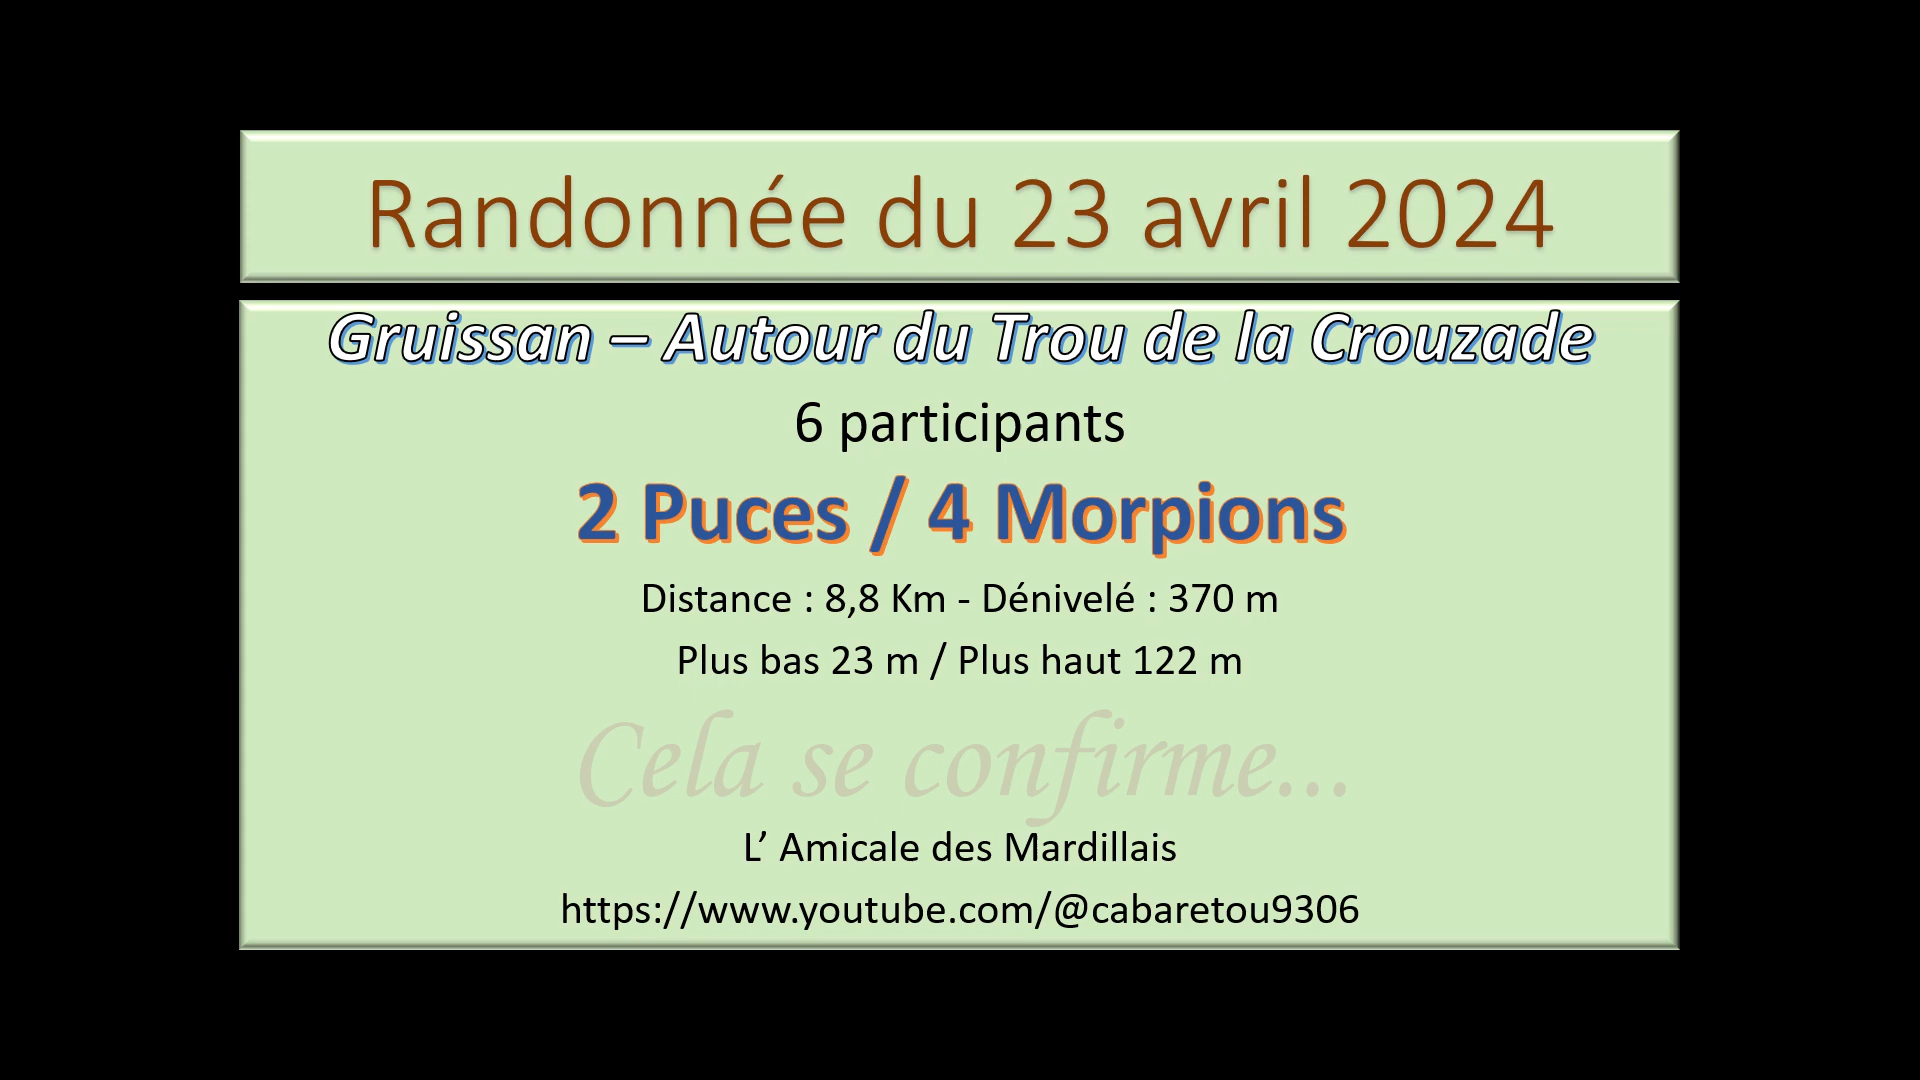 Randonnée du 23 avril 2024
Gruissan – Autour du Trou de la Crouzade
6 participants
2 Puces / 4 Morpions
Distance : 8,8 Km - Dénivelé : 370 m
Plus bas 23 m / Plus haut 122 m
Cela se confirme...
L’ Amicale des Mardillais
https://www.youtube.com/@cabaretou9306